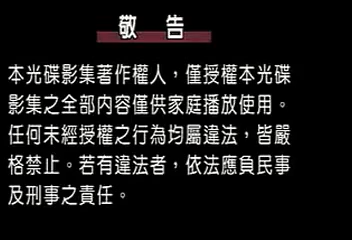 敬告
本光碟影集著作權人，僅授權本光碟
影集之全部內容僅供家庭播放使用。
任何未經授權之行為均屬違法，皆嚴
格禁止。若有違法者，依法應負民事
及刑事之責任。